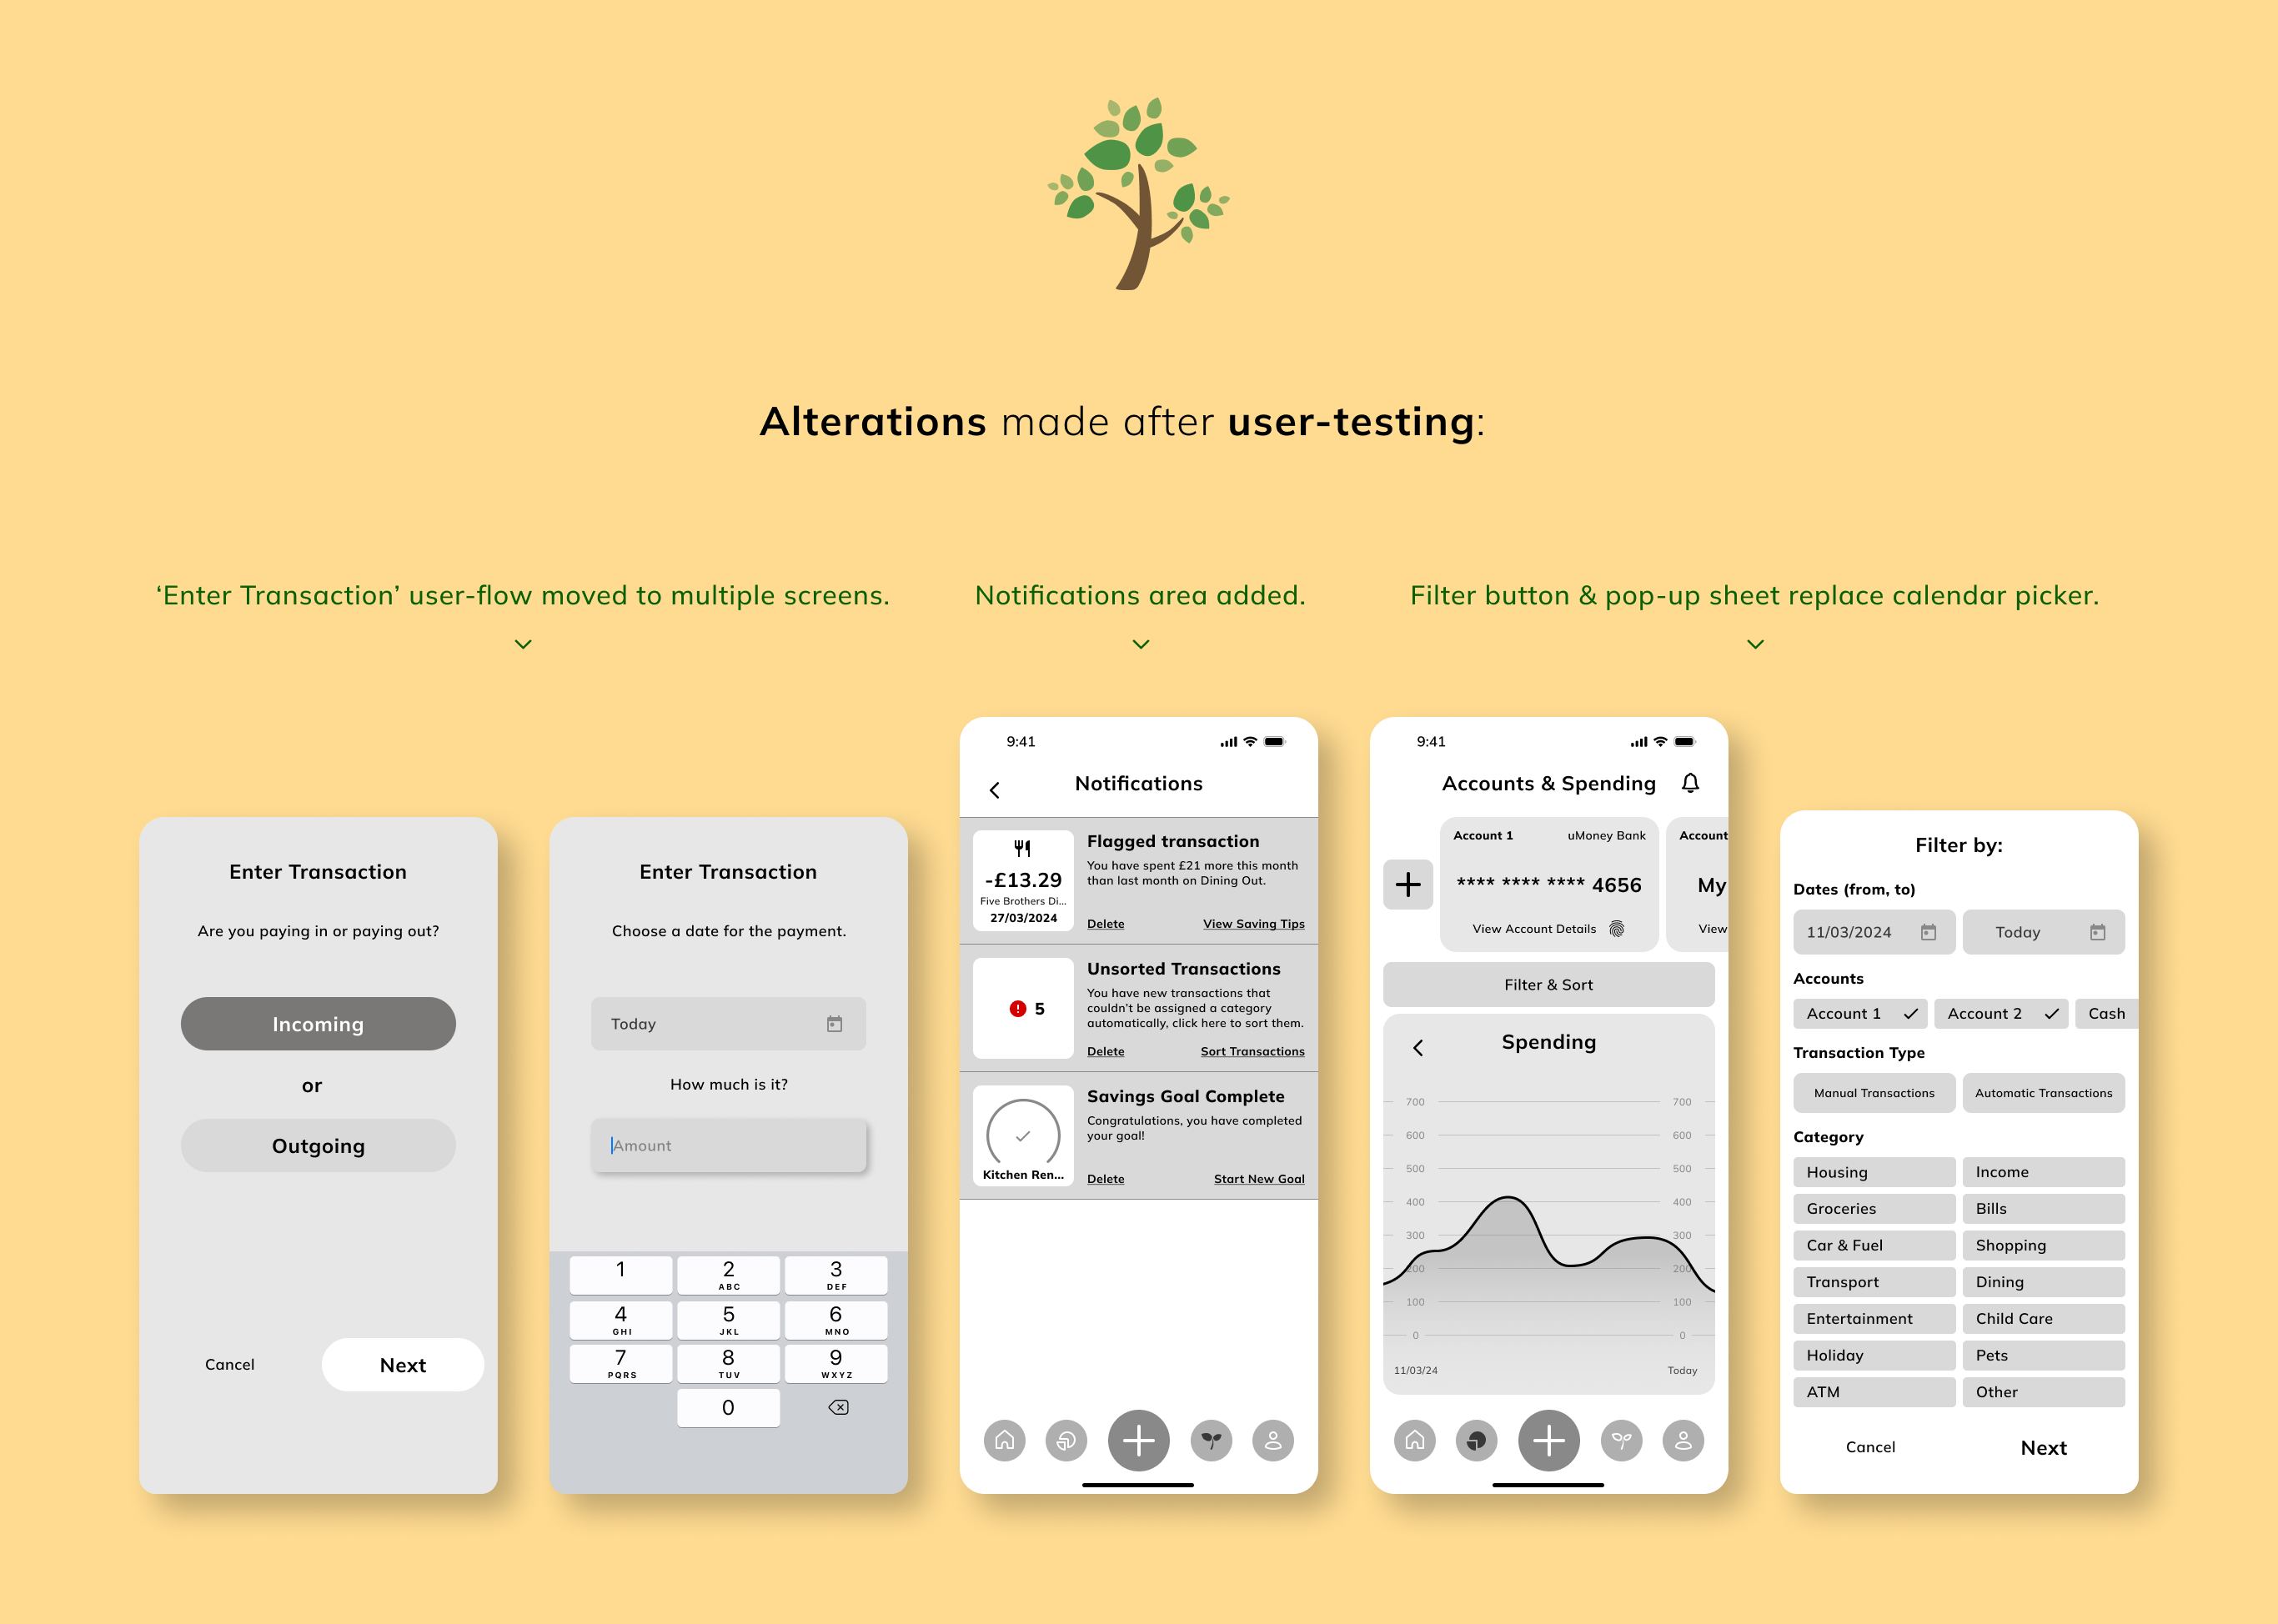 Alterations made after user-testing:
‘Enter Transaction’ user-flow moved to multiple screens.
Notifications area added.
Filter button & pop-up sheet replace calendar picker.
Enter Transaction
Are you paying in or paying out?
Incoming
or
Outgoing
Cancel
Next
Enter Transaction
Choose a date for the payment.
Today
How much is it?
Amount
1
2
ABC
3
DEF
4
GHI
5
JKL
6
MNO
7
PQRS
8
TUV
9
WXYZ
0
9:41
Notifications
-£13.29
Five Brothers Di...
27/03/2024
Flagged transaction
You have spent £21 more this month
than last month on Dining Out.
Delete
View Saving Tips
5
Unsorted Transactions
You have new transactions that
couldn’t be assigned a category
automatically, click here to sort them.
Delete
Sort Transactions
Kitchen Ren...
Savings Goal Complete
Congratulations, you have completed
your goal!
Delete
Start New Goal
9:41
Accounts & Spending
Account 1
uMoney Bank
**** **** **** 4656
View Account Details
Account
My
View
Filter & Sort
Spending
700 700
600 600
500 500
400 400
300 300
200 200
100 100
0 0
11/03/24
Today
Filter by:
Dates (from, to)
11/03/2024
Today
Accounts
Account 1
Account 2
Cash
Transaction Type
Manual Transactions
Automatic Transactions
Category
Housing
Income
Groceries
Bills
Car & Fuel
Shopping
Transport
Dining
Entertainment
Child Care
Holiday
Pets
ATM
Other
Cancel
Next